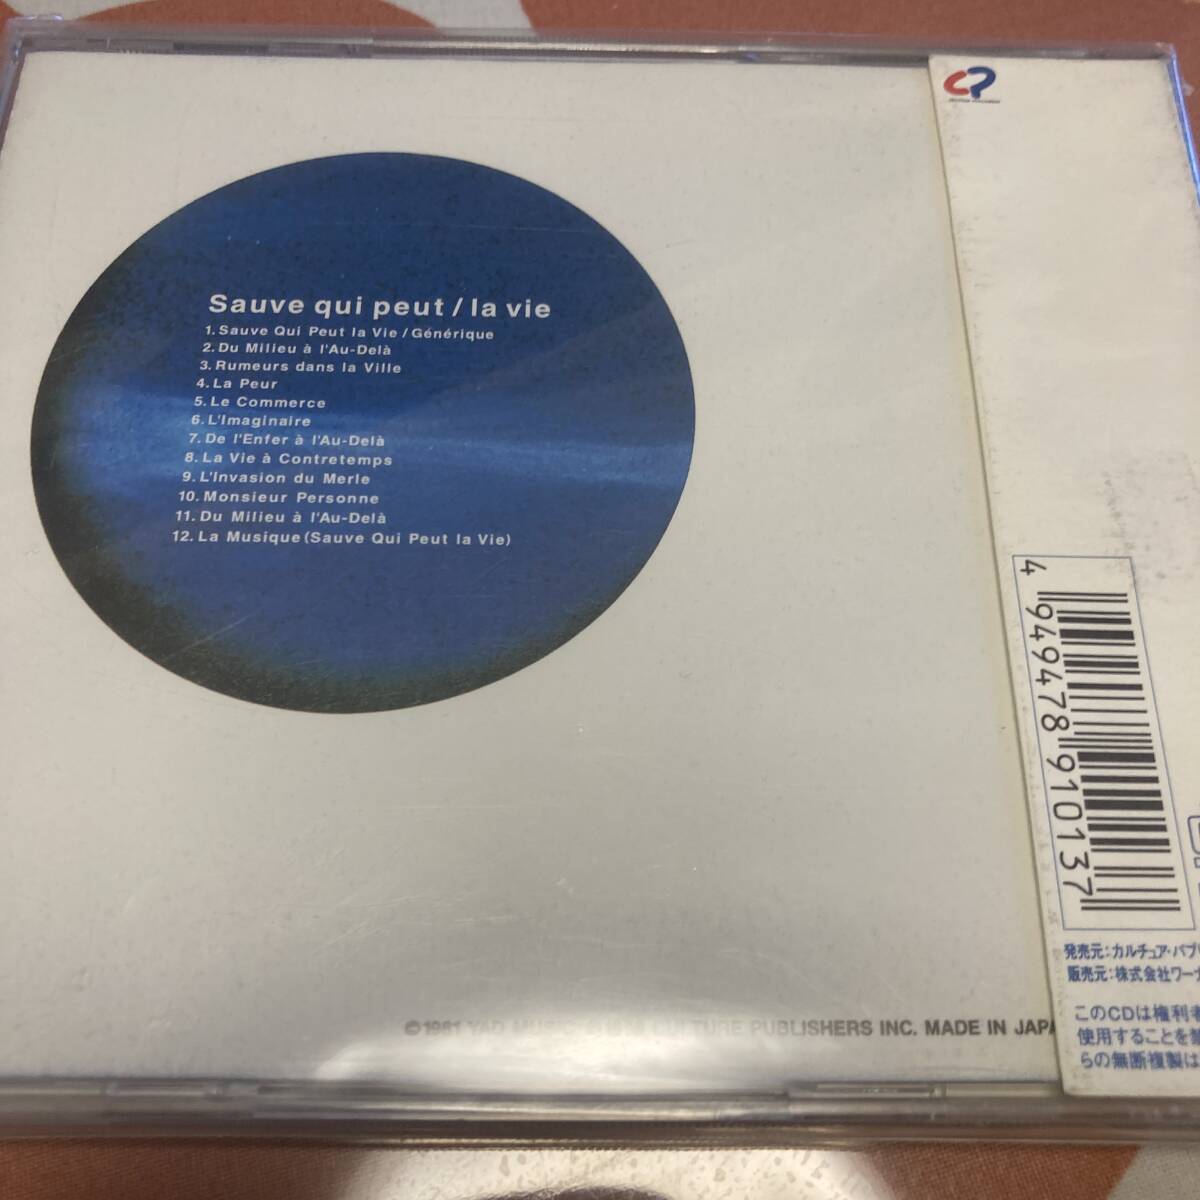 Sauve qui peut / la vie
1. Sauve Qui Peut la Vie / Générique
2. Du Milieu à l'Au-Delà
3. Rumeurs dans la Ville
4. La Peur
5. Le Commerce
6. L'Imaginaire
7. De l'Enfer à l'Au-Delà
8. La Vie à Contretemps
9. L'Invasion du Merle
10. Monsieur Personne
11. Du Milieu à l'Au-Delà
12. La Musique (Sauve Qui Peut la Vie)
CP
4 949478 910137
発売元:カルチュア・パブ
販売元:株式会社ワー
このCDは権利者
使用することを
らの無断複製は
©1981 YAD CULTURE PUBLISHERS INC. MADE IN JAPA